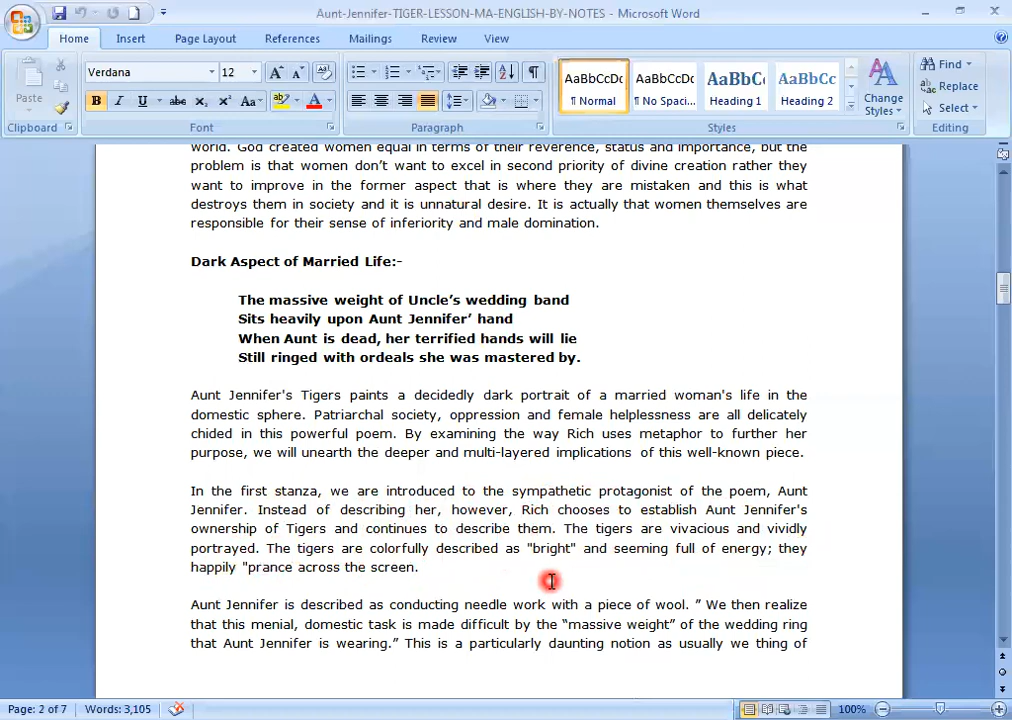 Aunt-Jennifer-TIGER-LESSON-MA-ENGLISH-BY-NOTES - Microsoft Word
Home Insert Page Layout References Mailings Review View
Paste
Verdana 12
B I U abc X₂ X² Aa
A A
AaBbCcDc AaBbCcDc AaBbCc AaBbCc
¶ Normal ¶ No Spaci... Heading 1 Heading 2
Change Styles
Find
Replace
Select
Clipboard Font Paragraph Styles Editing
world. God created women equal in terms of their reverence, status and importance, but the
problem is that women don’t want to excel in second priority of divine creation rather they
want to improve in the former aspect that is where they are mistaken and this is what
destroys them in society and it is unnatural desire. It is actually that women themselves are
responsible for their sense of inferiority and male domination.
Dark Aspect of Married Life:-
The massive weight of Uncle’s wedding band
Sits heavily upon Aunt Jennifer’ hand
When Aunt is dead, her terrified hands will lie
Still ringed with ordeals she was mastered by.
Aunt Jennifer's Tigers paints a decidedly dark portrait of a married woman's life in the
domestic sphere. Patriarchal society, oppression and female helplessness are all delicately
chided in this powerful poem. By examining the way Rich uses metaphor to further her
purpose, we will unearth the deeper and multi-layered implications of this well-known piece.
In the first stanza, we are introduced to the sympathetic protagonist of the poem, Aunt
Jennifer. Instead of describing her, however, Rich chooses to establish Aunt Jennifer's
ownership of Tigers and continues to describe them. The tigers are vivacious and vividly
portrayed. The tigers are colorfully described as "bright" and seeming full of energy; they
happily "prance across the screen.
Aunt Jennifer is described as conducting needle work with a piece of wool. ” We then realize
that this menial, domestic task is made difficult by the “massive weight” of the wedding ring
that Aunt Jennifer is wearing.” This is a particularly daunting notion as usually we thing of
Page: 2 of 7 Words: 3,105 100%